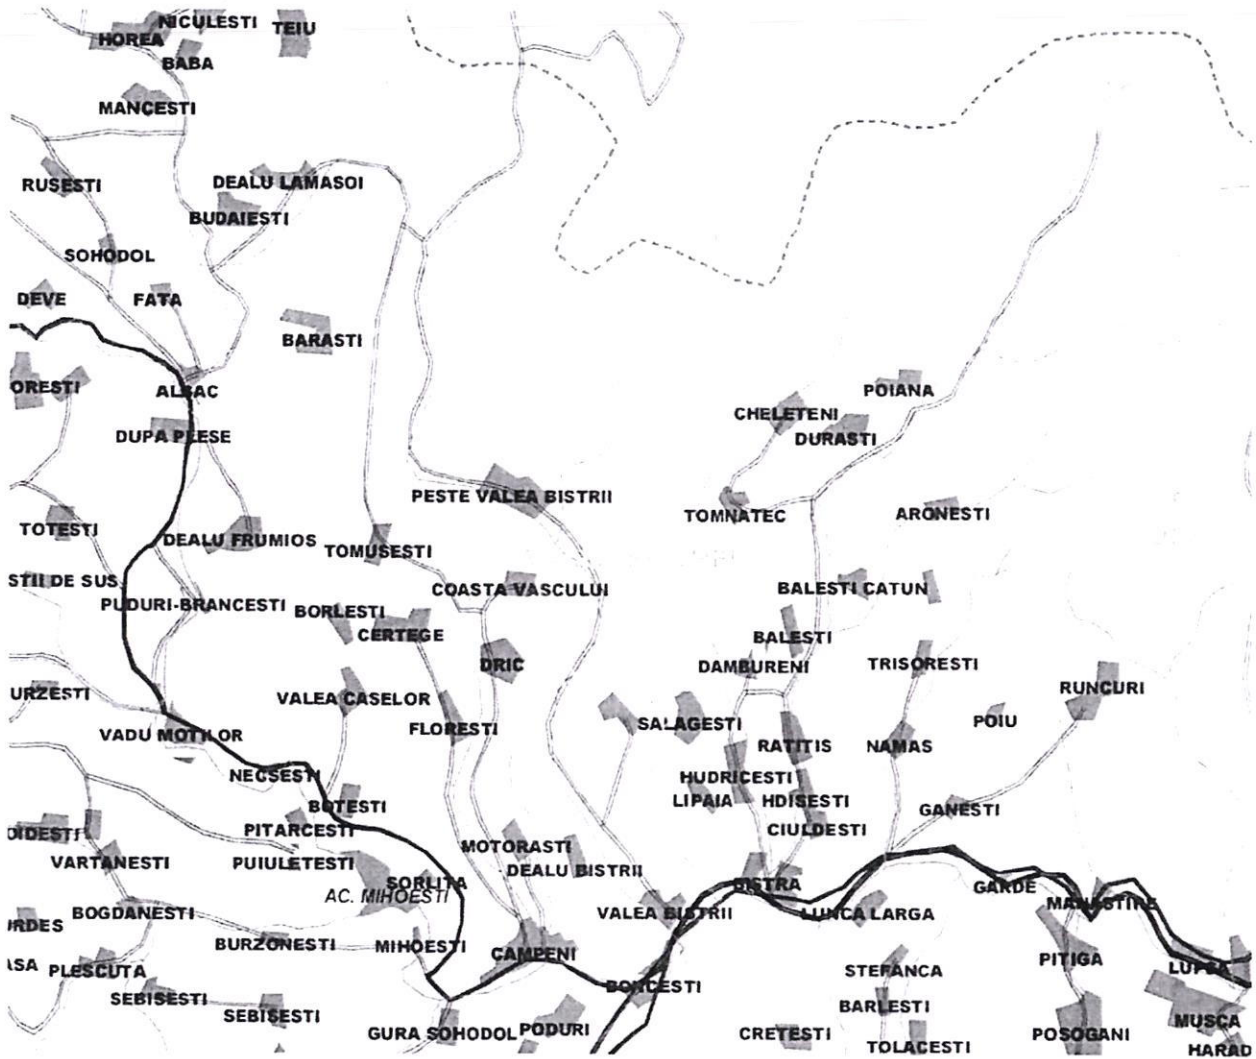 NICULESTI
TEIU
HOREA
BABA
MANCESTI
RUSESTI
DEALU LAMASOI
BUDAIESTI
SOHODOL
DEVE
FATA
BARASTI
ORESTI
ALBAC
POIANA
CHELETENI
DUPA PLESE
DURASTI
PESTE VALEA BISTRII
TOMNATEC
ARONESTI
TOTESTI
DEALU FRUMIOS
TOMUSESTI
STII DE SUS
COASTA VASCULUI
BALESTI CATUN
PUDURI-BRANCESTI
BORLESTI
CERTEGE
BALESTI
DRIC
DAMBURENI
TRISORESTI
URZESTI
VALEA CASELOR
RUNCURI
FLORESTI
SALAGESTI
POIU
VADU MOTILOR
RATITIS
NAMAS
NECSESTI
HUDRICESTI
BOTESTI
LIPAIA
HDISESTI
GANESTI
OIDESTI
PITARCESTI
CIULDESTI
VARTANESTI
PUIULETESTI
MOTORASTI
DEALU BISTRII
SORLITA
BISTRA
GARDE
AC. MIHOESTI
MANASTIRE
BOGDANESTI
VALEA BISTRII
LUNCA LARGA
URDES
BURZONESTI
MIHOESTI
CAMPENI
PITIGA
ASA
PLESCUTA
STEFANCA
LUPSA
BONCESTI
SEBISESTI
BARLESTI
SEBISESTI
MUSCA
GURA SOHODOL
PODURI
CRETESTI
TOLACESTI
POSOGANI
HARAD